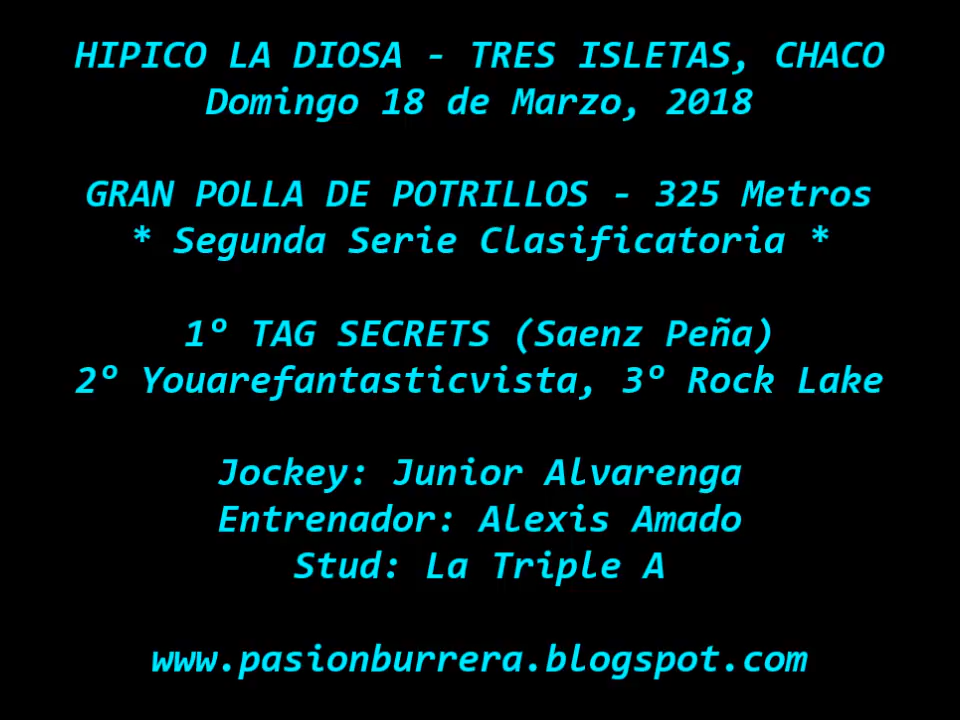 HIPICO LA DIOSA - TRES ISLETAS, CHACO
Domingo 18 de Marzo, 2018
GRAN POLLA DE POTRILLOS - 325 Metros
* Segunda Serie Clasificatoria *
1º TAG SECRETS (Saenz Peña)
2º Youarefantasticvista, 3º Rock Lake
Jockey: Junior Alvarenga
Entrenador: Alexis Amado
Stud: La Triple A
www.pasionburrera.blogspot.com